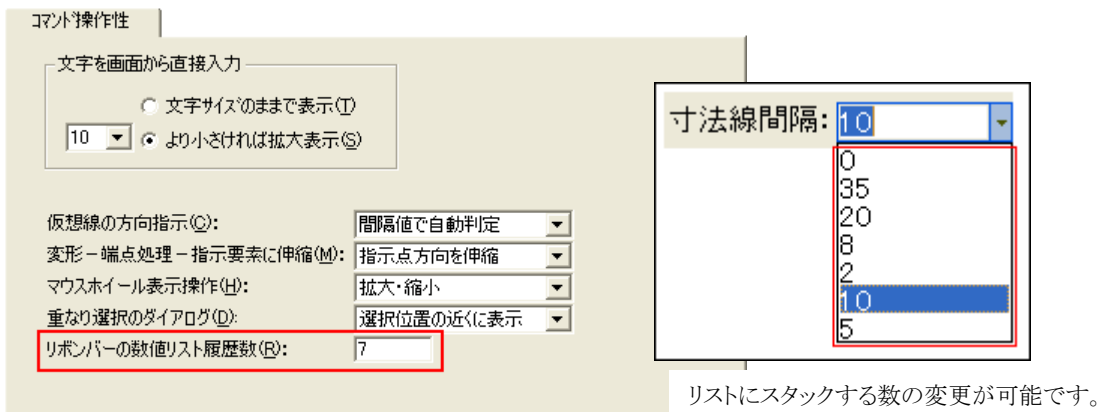 コマンド操作性
文字を画面から直接入力
文字サイズのままで表示(T)
10 より小さければ拡大表示(S)
仮想線の方向指示(C): 間隔値で自動判定
変形－端点処理－指示要素に伸縮(M): 指示点方向を伸縮
マウスホイール表示操作(H): 拡大・縮小
重なり選択のダイアログ(D): 選択位置の近くに表示
リボンバーの数値リスト履歴数(R): 7
寸法線間隔: 10
0
35
20
8
2
10
5
リストにスタックする数の変更が可能です。